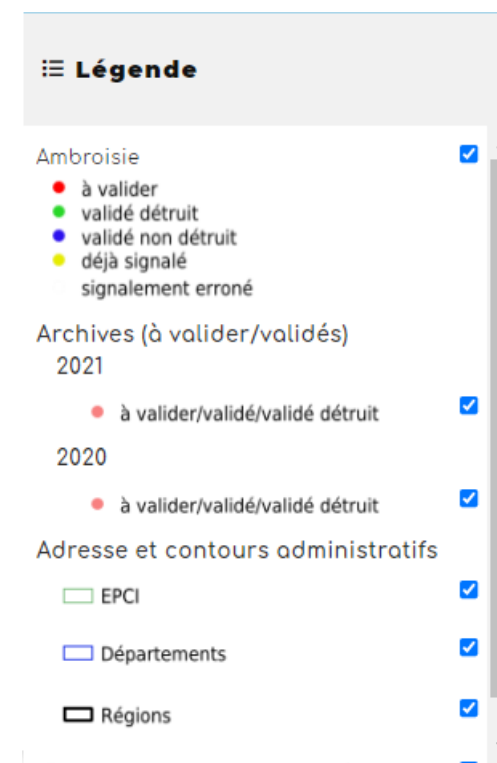 Légende
Ambroisie
à valider
validé détruit
validé non détruit
déjà signalé
signalement erroné
Archives (à valider/validés)
2021
à valider/validé/validé détruit
2020
à valider/validé/validé détruit
Adresse et contours administratifs
EPCI
Départements
Régions